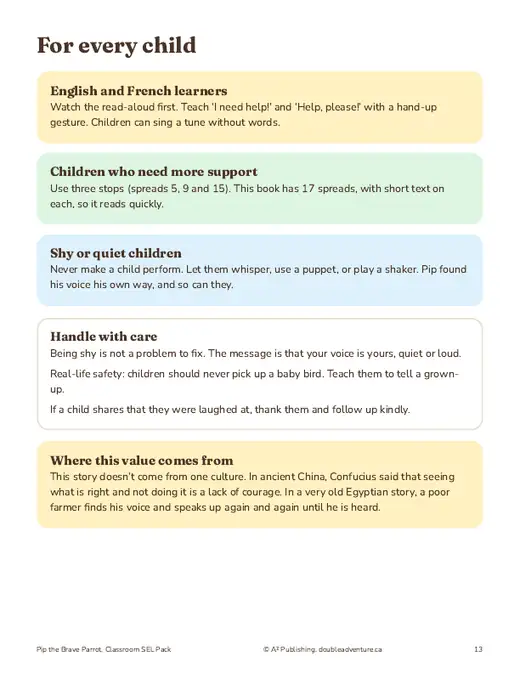 For every child
English and French learners
Watch the read-aloud first. Teach 'I need help!' and 'Help, please!' with a hand-up
gesture. Children can sing a tune without words.
Children who need more support
Use three stops (spreads 5, 9 and 15). This book has 17 spreads, with short text on
each, so it reads quickly.
Shy or quiet children
Never make a child perform. Let them whisper, use a puppet, or play a shaker. Pip found
his voice his own way, and so can they.
Handle with care
Being shy is not a problem to fix. The message is that your voice is yours, quiet or loud.
Real-life safety: children should never pick up a baby bird. Teach them to tell a grown-
up.
If a child shares that they were laughed at, thank them and follow up kindly.
Where this value comes from
This story doesn't come from one culture. In ancient China, Confucius said that seeing
what is right and not doing it is a lack of courage. In a very old Egyptian story, a poor
farmer finds his voice and speaks up again and again until he is heard.
Pip the Brave Parrot, Classroom SEL Pack © A² Publishing, doubleadventure.ca 13